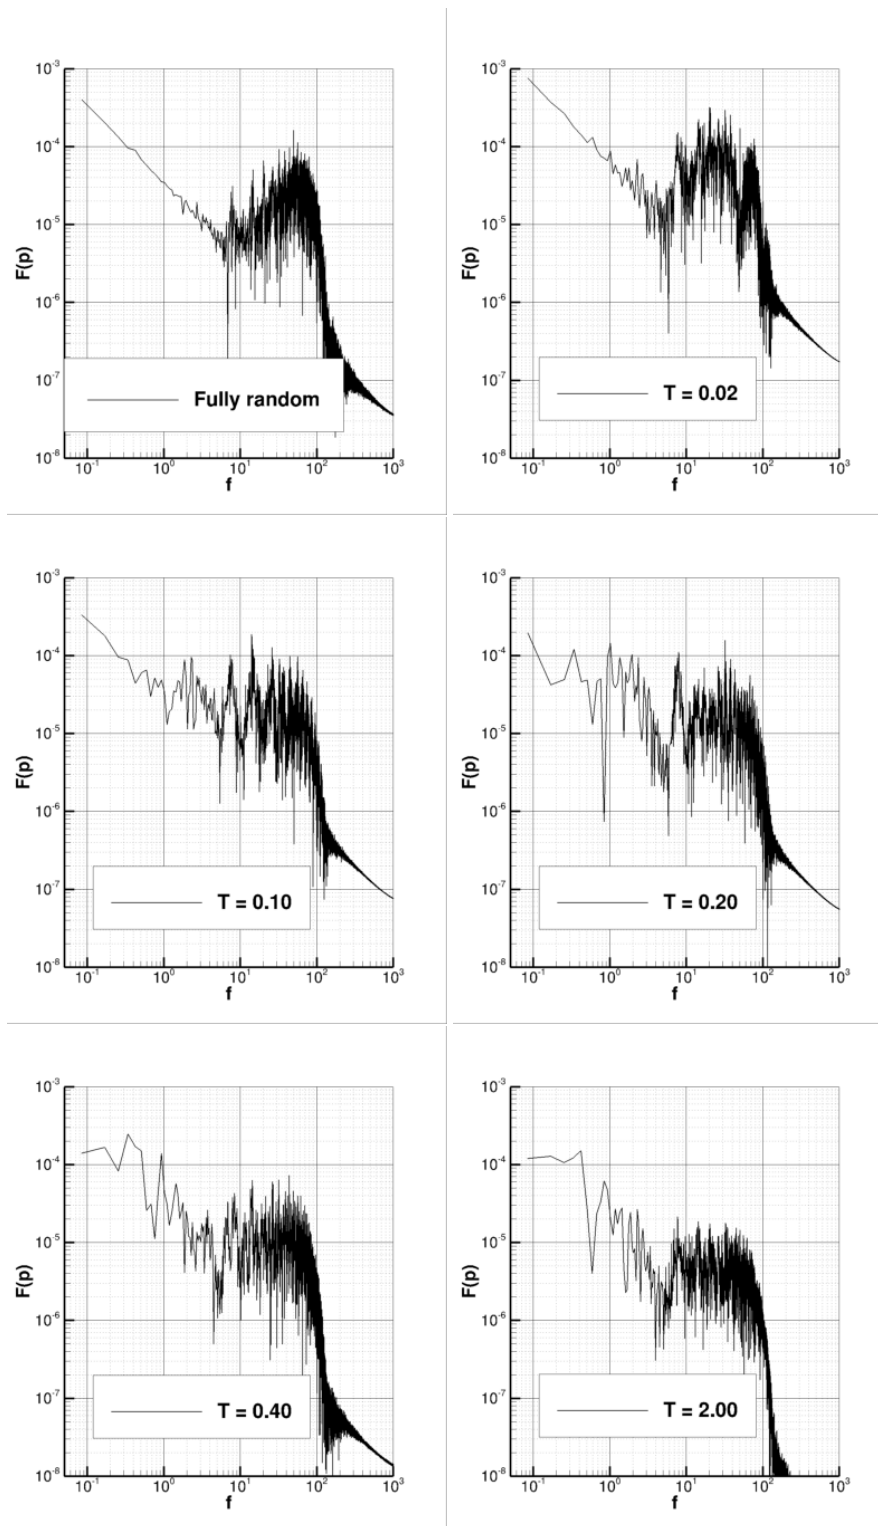 10⁻³
10⁻⁴
10⁻⁵
10⁻⁶
10⁻⁷
10⁻⁸
F(p)
Fully random
10⁻¹ 10⁰ 10¹ 10² 10³
f
10⁻³
10⁻⁴
10⁻⁵
10⁻⁶
10⁻⁷
10⁻⁸
F(p)
T = 0.02
10⁻¹ 10⁰ 10¹ 10² 10³
f
10⁻³
10⁻⁴
10⁻⁵
10⁻⁶
10⁻⁷
10⁻⁸
F(p)
T = 0.10
10⁻¹ 10⁰ 10¹ 10² 10³
f
10⁻³
10⁻⁴
10⁻⁵
10⁻⁶
10⁻⁷
10⁻⁸
F(p)
T = 0.20
10⁻¹ 10⁰ 10¹ 10² 10³
f
10⁻³
10⁻⁴
10⁻⁵
10⁻⁶
10⁻⁷
10⁻⁸
F(p)
T = 0.40
10⁻¹ 10⁰ 10¹ 10² 10³
f
10⁻³
10⁻⁴
10⁻⁵
10⁻⁶
10⁻⁷
10⁻⁸
F(p)
T = 2.00
10⁻¹ 10⁰ 10¹ 10² 10³
f